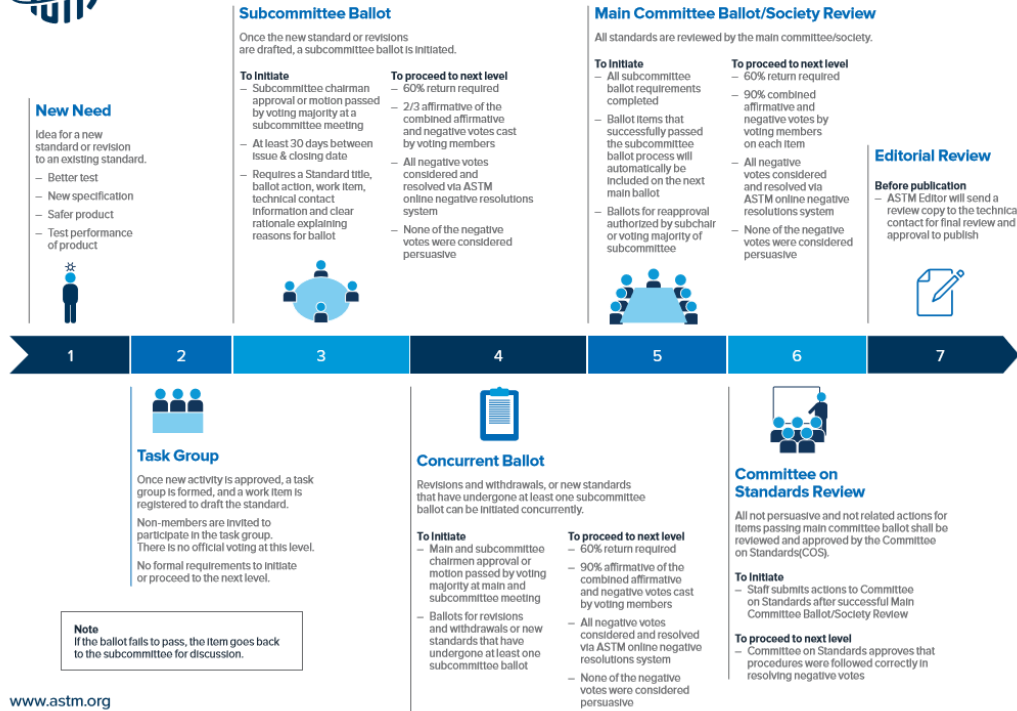 Subcommittee Ballot
Once the new standard or revisions
are drafted, a subcommittee ballot is initiated.
To Initiate
– Subcommittee chairman
approval or motion passed
by voting majority at a
subcommittee meeting
– At least 30 days between
issue & closing date
– Requires a Standard title,
ballot action, work item,
technical contact
information and clear
rationale explaining
reasons for ballot
To proceed to next level
– 60% return required
– 2/3 affirmative of the
combined affirmative
and negative votes cast
by voting members
– All negative votes
considered and
resolved via ASTM
online negative resolutions
system
– None of the negative
votes were considered
persuasive
Main Committee Ballot/Society Review
All standards are reviewed by the main committee/society.
To Initiate
– All subcommittee
ballot requirements
completed
– Ballot items that
successfully passed
the subcommittee
ballot process will
automatically be
included on the next
main ballot
– Ballots for reapproval
authorized by subchair
or voting majority of
subcommittee
To proceed to next level
– 60% return required
– 90% combined
affirmative and
negative votes by
voting members
on each item
– All negative
votes considered
and resolved via
ASTM online negative
resolutions system
– None of the negative
votes were considered
persuasive
New Need
Idea for a new
standard or revision
to an existing standard.
– Better test
– New specification
– Safer product
– Test performance
of product
Editorial Review
Before publication
– ASTM Editor will send a
review copy to the technical
contact for final review and
approval to publish
1
2
3
4
5
6
7
Task Group
Once new activity is approved, a task
group is formed, and a work item is
registered to draft the standard.
Non-members are invited to
participate in the task group.
There is no official voting at this level.
No formal requirements to initiate
or proceed to the next level.
Note
If the ballot fails to pass, the item goes back
to the subcommittee for discussion.
Concurrent Ballot
Revisions and withdrawals, or new standards
that have undergone at least one subcommittee
ballot can be initiated concurrently.
To Initiate
– Main and subcommittee
chairmen approval or
motion passed by voting
majority at main and
subcommittee meeting
– Ballots for revisions
and withdrawals or new
standards that have
undergone at least one
subcommittee ballot
To proceed to next level
– 60% return required
– 90% affirmative of the
combined affirmative
and negative votes cast
by voting members
– All negative votes
considered and resolved
via ASTM online negative
resolutions system
– None of the negative
votes were considered
persuasive
Committee on
Standards Review
All not persuasive and not related actions for
items passing main committee ballot shall be
reviewed and approved by the Committee
on Standards(COS).
To Initiate
– Staff submits actions to Committee
on Standards after successful Main
Committee Ballot/Society Review
To proceed to next level
– Committee on Standards approves that
procedures were followed correctly in
resolving negative votes
www.astm.org